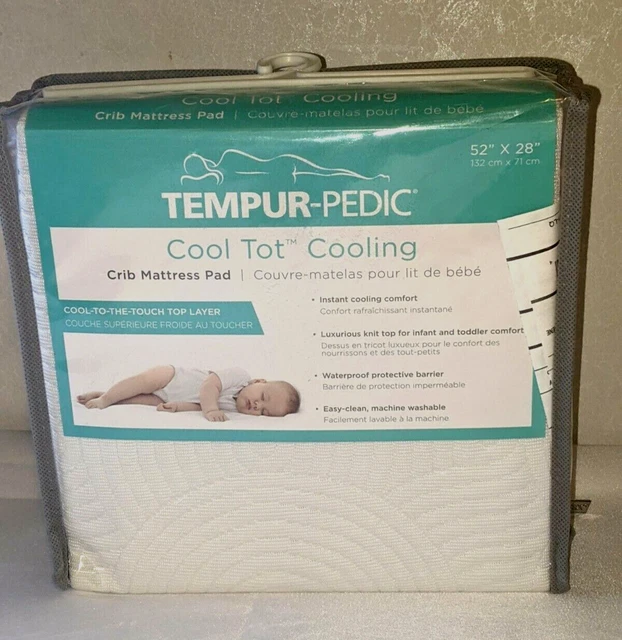 Cool Tot Cooling
Crib Mattress Pad | Couvre-matelas pour lit de bébé
52" X 28"
132 cm x 71 cm
TEMPUR-PEDIC®
Cool Tot™ Cooling
Crib Mattress Pad | Couvre-matelas pour lit de bébé
COOL-TO-THE-TOUCH TOP LAYER
COUCHE SUPÉRIEURE FROIDE AU TOUCHER
• Instant cooling comfort
Confort rafraîchissant instantané
• Luxurious knit top for infant and toddler comfort
Dessus en tricot luxueux pour le confort des
nourrissons et des tout-petits
• Waterproof protective barrier
Barrière de protection imperméable
• Easy-clean, machine washable
Facilement lavable à la machine